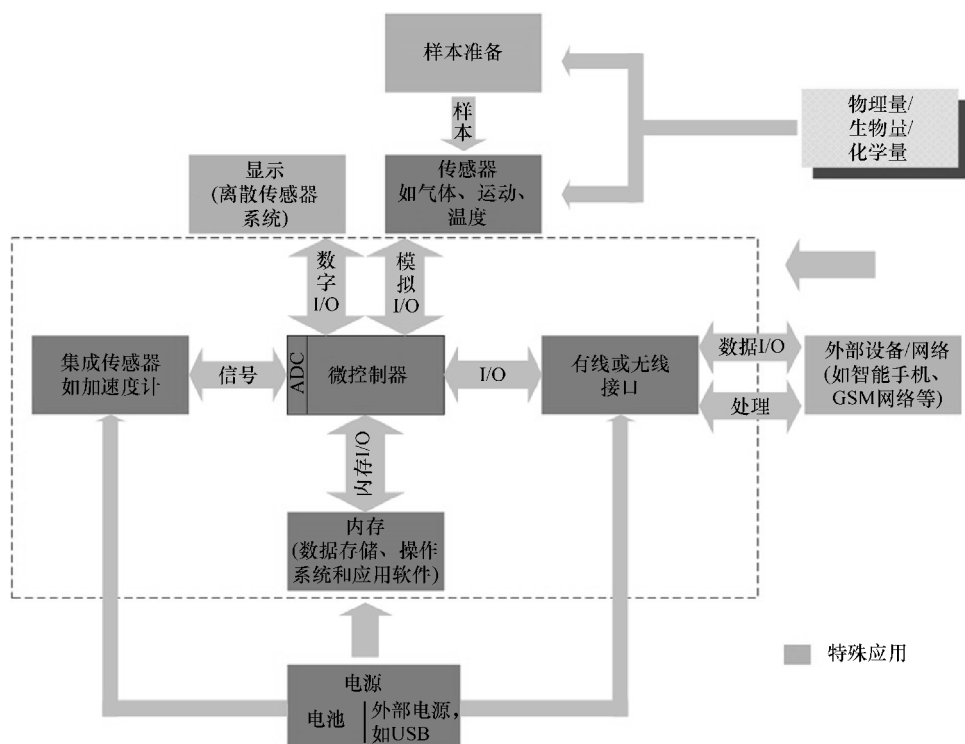 样本准备
样本
物理量/
生物量/
化学量
显示
(离散传感器
系统)
传感器
如气体、运动、
温度
数字I/O
模拟I/O
集成传感器
如加速度计
信号
ADC
微控制器
I/O
有线或无线
接口
数据I/O
处理
外部设备/网络
(如智能手机、
GSM网络等)
内存I/O
内存
(数据存储、操作
系统和应用软件)
特殊应用
电源
电池
外部电源，
如USB